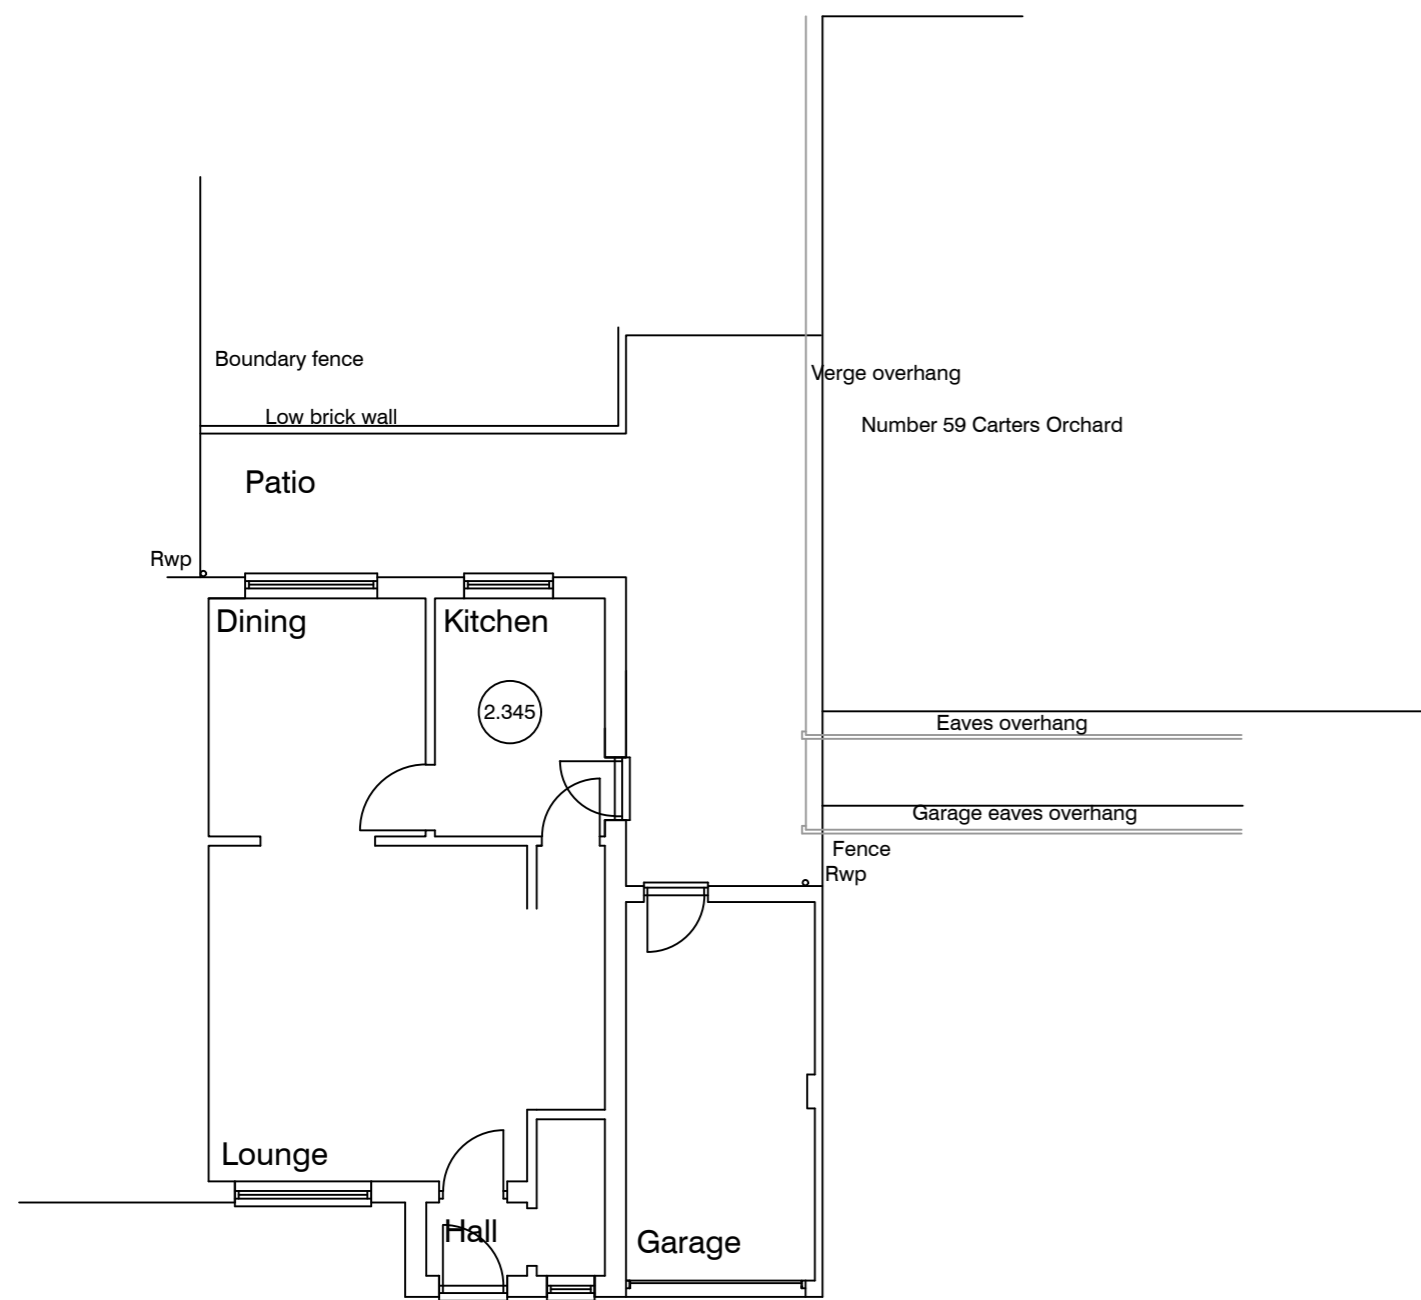 Boundary fence
Verge overhang
Low brick wall
Number 59 Carters Orchard
Patio
Rwp
Dining
Kitchen
2.345
Eaves overhang
Garage eaves overhang
Fence
Rwp
Lounge
Hall
Garage